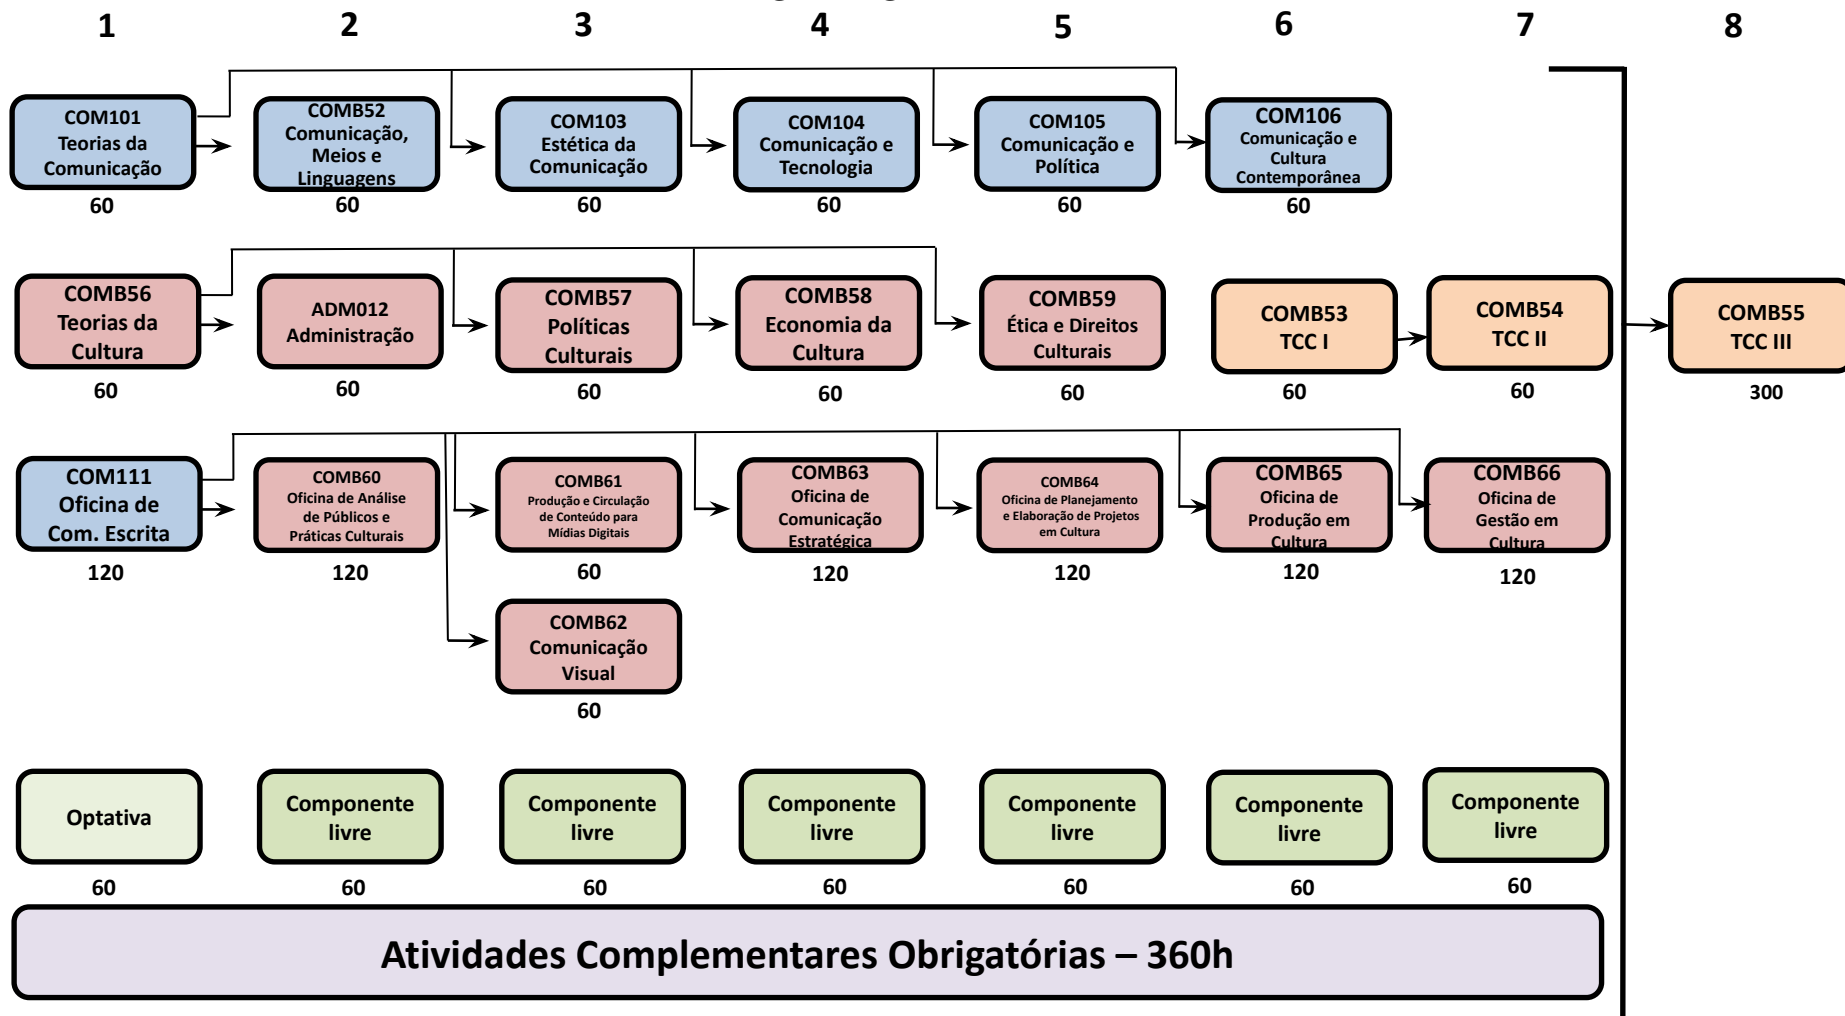 1 2 3 4 5 6 7 8
COM101
Teorias da
Comunicação
60
COMB52
Comunicação,
Meios e
Linguagens
60
COM103
Estética da
Comunicação
60
COM104
Comunicação e
Tecnologia
60
COM105
Comunicação e
Política
60
COM106
Comunicação e
Cultura
Contemporânea
60
COMB56
Teorias da
Cultura
60
ADM012
Administração
60
COMB57
Políticas
Culturais
60
COMB58
Economia da
Cultura
60
COMB59
Ética e Direitos
Culturais
60
COMB53
TCC I
60
COMB54
TCC II
60
COMB55
TCC III
300
COM111
Oficina de
Com. Escrita
120
COMB60
Oficina de Análise
de Públicos e
Práticas Culturais
120
COMB61
Produção e Circulação
de Conteúdo para
Mídias Digitais
60
COMB63
Oficina de
Comunicação
Estratégica
120
COMB64
Oficina de Planejamento
e Elaboração de Projetos
em Cultura
120
COMB65
Oficina de
Produção em
Cultura
120
COMB66
Oficina de
Gestão em
Cultura
120
COMB62
Comunicação
Visual
60
Optativa
60
Componente
livre
60
Componente
livre
60
Componente
livre
60
Componente
livre
60
Componente
livre
60
Componente
livre
60
Atividades Complementares Obrigatórias – 360h